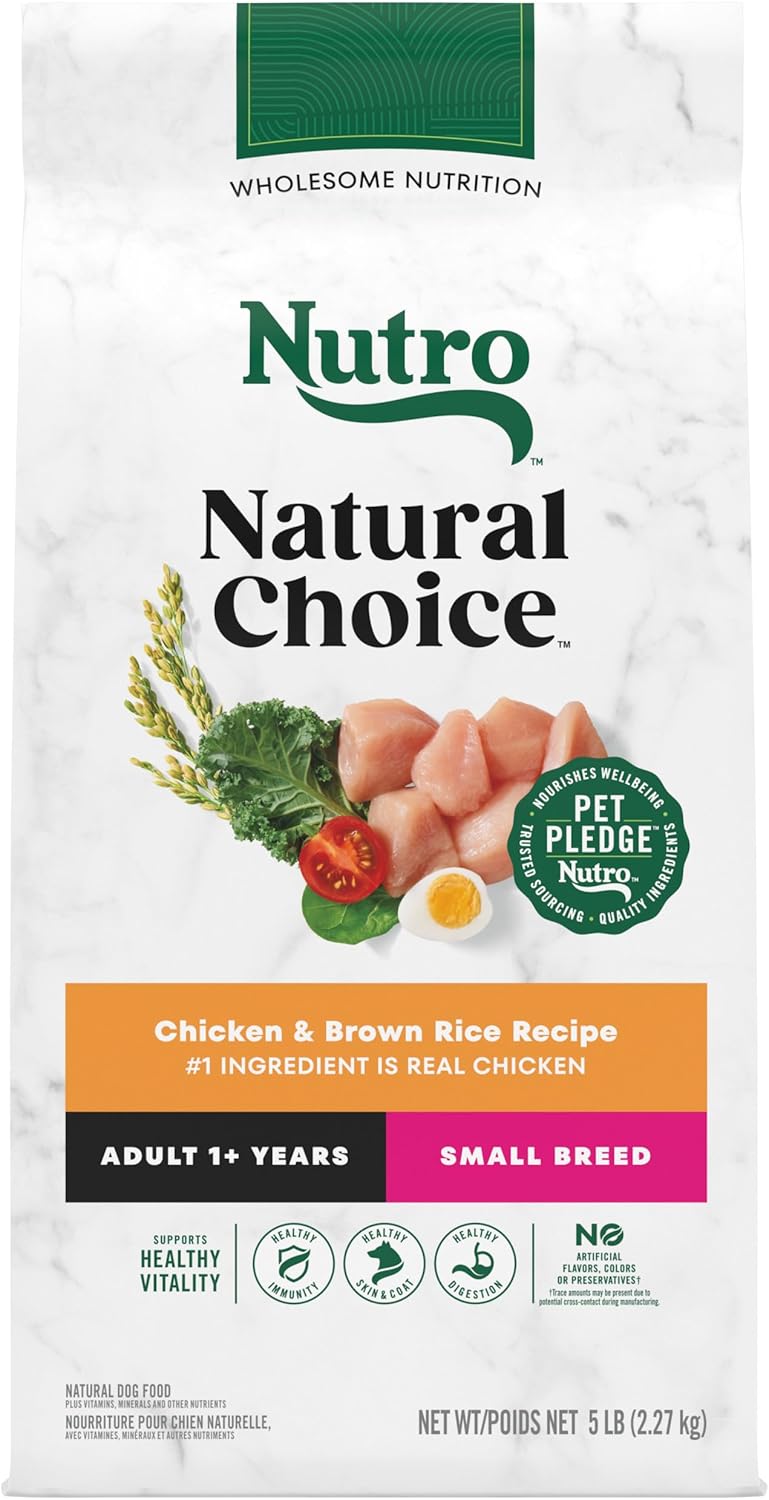 WHOLESOME NUTRITION
Nutro
TM
Natural
Choice™
NOURISHES WELLBEING
PET
PLEDGE™
Nutro™
TRUSTED SOURCING • QUALITY INGREDIENTS
Chicken & Brown Rice Recipe
#1 INGREDIENT IS REAL CHICKEN
ADULT 1+ YEARS
SMALL BREED
SUPPORTS
HEALTHY
VITALITY
HEALTHY
IMMUNITY
HEALTHY
SKIN & COAT
HEALTHY
DIGESTION
NO
ARTIFICIAL
FLAVORS, COLORS
OR PRESERVATIVES†
†Trace amounts may be present due to
potential cross-contact during manufacturing.
NATURAL DOG FOOD
PLUS VITAMINS, MINERALS AND OTHER NUTRIENTS
NOURRITURE POUR CHIEN NATURELLE,
AVEC VITAMINES, MINÉRAUX ET AUTRES NUTRIMENTS
NET WT/POIDS NET 5 LB (2.27 kg)